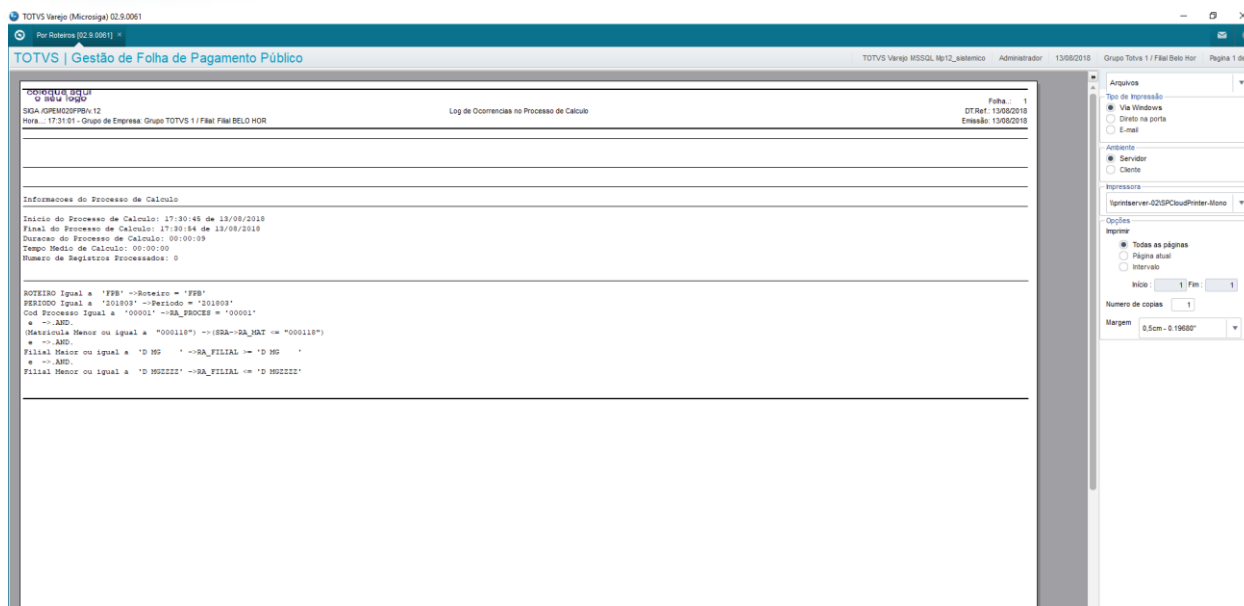 TOTVS Varejo (Microsiga) 02.9.0061
Por Roteiros [02.9.0061] ×
TOTVS | Gestão de Folha de Pagamento Público
TOTVS Varejo MSSQL Mp12_sistemico Administrador 13/08/2018 Grupo Totvs 1 / Filial Belo Hor Pagina 1 de
coloque aqui
o seu logo
SIGA /GPEM020FPB/v.12
Log de Ocorrencias no Processo de Calculo
Folha..: 1
DT.Ref.: 13/08/2018
Hora...: 17:31:01 - Grupo de Empresa: Grupo TOTVS 1 / Filial: Filial BELO HOR
Emissão: 13/08/2018
Informacoes do Processo de Calculo
Inicio do Processo de Calculo: 17:30:45 de 13/08/2018
Final do Processo de Calculo: 17:30:54 de 13/08/2018
Duracao do Processo de Calculo: 00:00:09
Tempo Medio de Calculo: 00:00:00
Numero de Registros Processados: 0
ROTEIRO Igual a 'FPB' ->Roteiro = 'FPB'
PERIODO Igual a '201803' ->Periodo = '201803'
Cod Processo Igual a '00001' ->RA_PROCES = '00001'
e ->.AND.
(Matricula Menor ou igual a "000118") ->(SRA->RA_MAT <= "000118")
e ->.AND.
Filial Maior ou igual a 'D MG ' ->RA_FILIAL >= 'D MG '
e ->.AND.
Filial Menor ou igual a 'D MGZZZZ' ->RA_FILIAL <= 'D MGZZZZ'
Arquivos
Tipo de Impressão
Via Windows
Direto na porta
E-mail
Ambiente
Servidor
Cliente
Impressora
\\printserver-02\SPCloudPrinter-Mono
Opções
Imprimir
Todas as páginas
Página atual
Intervalo
Início : 1 Fim : 1
Numero de copias 1
Margem 0,5cm - 0.19680"